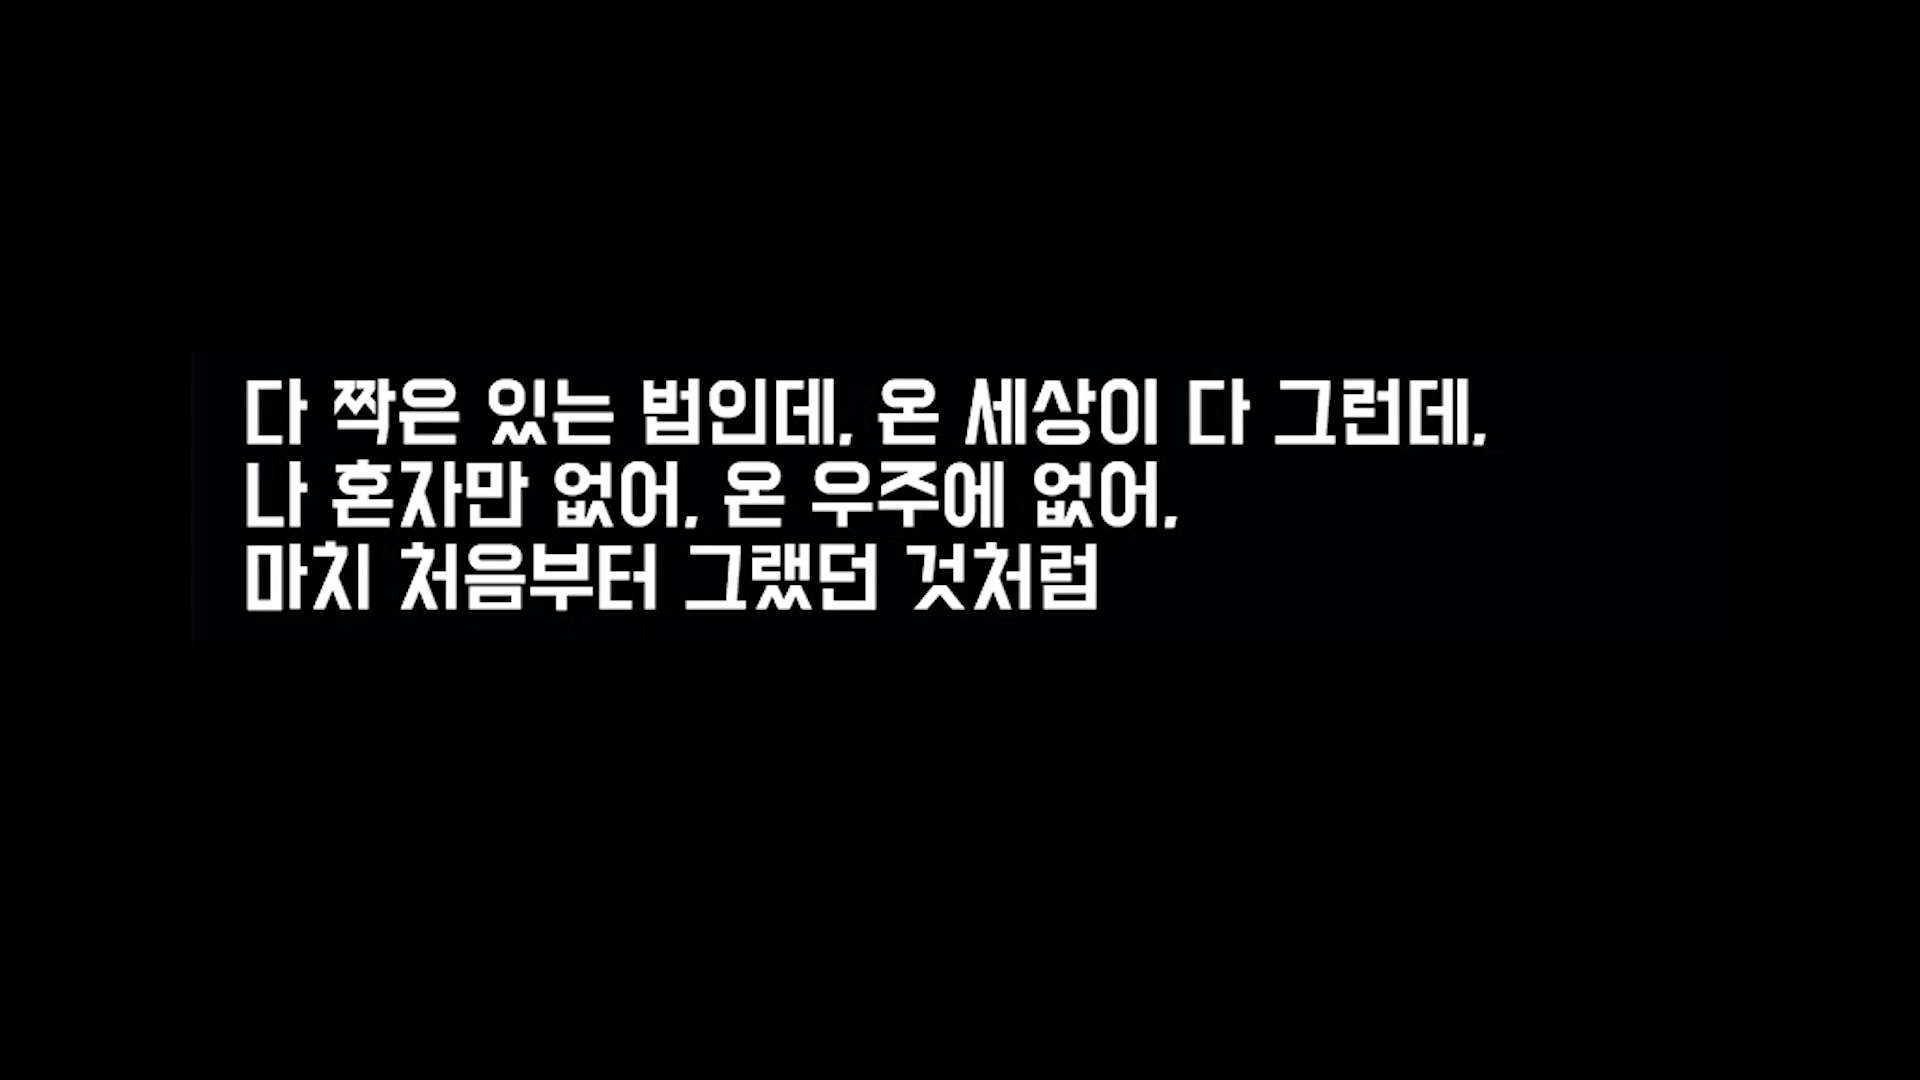 다 짝은 있는 법인데, 온 세상이 다 그런데,
나 혼자만 없어, 온 우주에 없어,
마치 처음부터 그랬던 것처럼